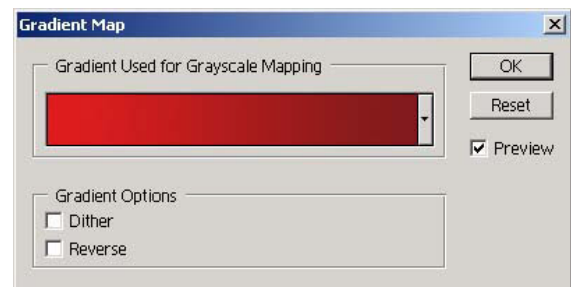 Gradient Map
Gradient Used for Grayscale Mapping
OK
Reset
Preview
Gradient Options
Dither
Reverse